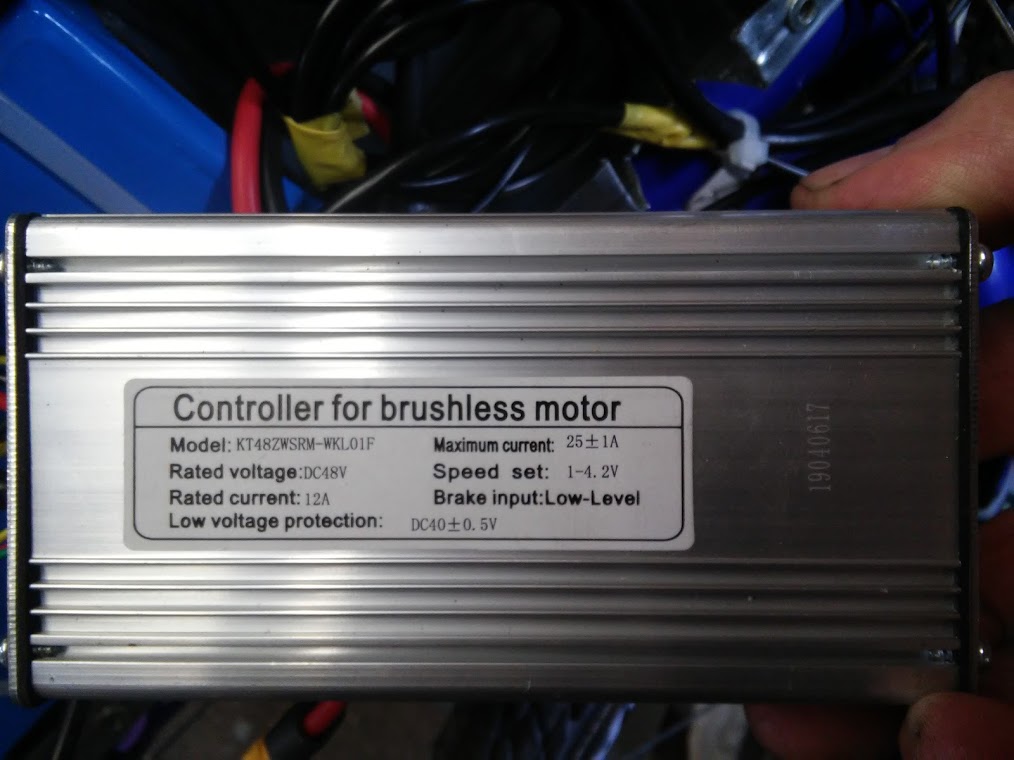 Controller for brushless motor
Model: KT48ZWSRM-WKL01F
Maximum current: 25±1A
Rated voltage:DC48V
Speed set: 1-4.2V
Rated current: 12A
Brake input:Low-Level
Low voltage protection: DC40±0.5V
19040617